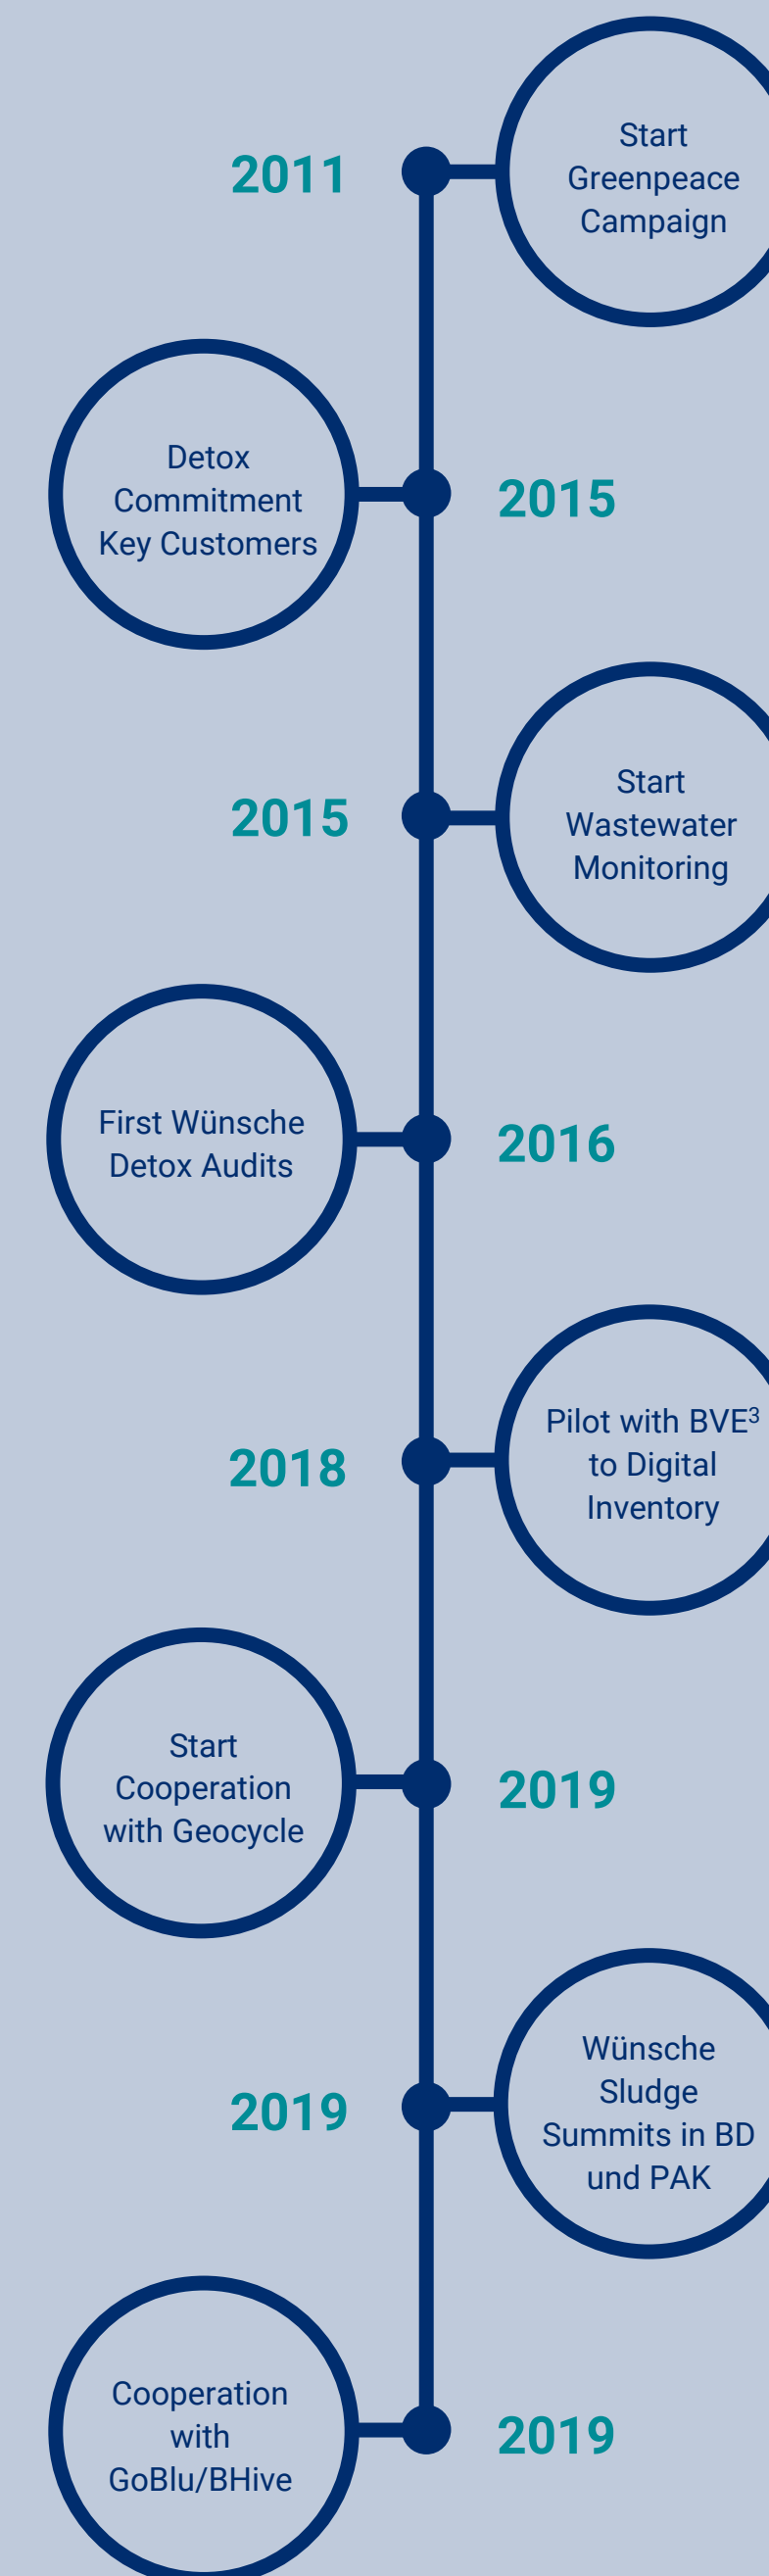 2011
Start
Greenpeace
Campaign
Detox
Commitment
Key Customers
2015
2015
Start
Wastewater
Monitoring
First Wünsche
Detox Audits
2016
2018
Pilot with BVE³
to Digital
Inventory
Start
Cooperation
with Geocycle
2019
2019
Wünsche
Sludge
Summits in BD
und PAK
Cooperation
with
GoBlu/BHive
2019